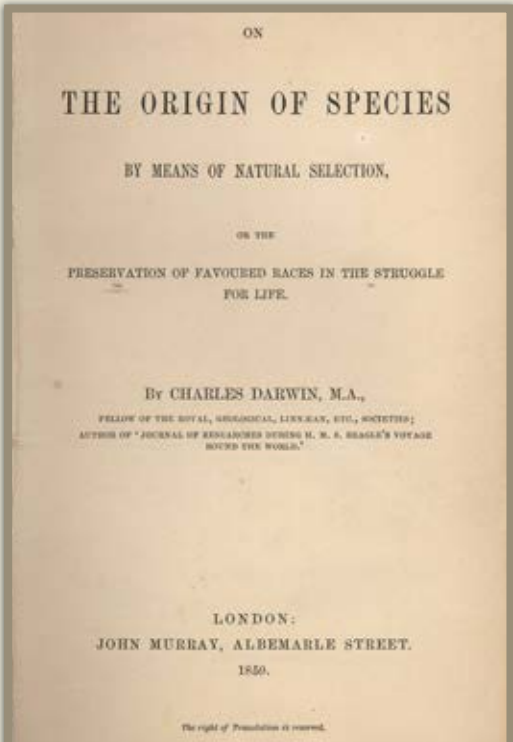 ON
THE ORIGIN OF SPECIES
BY MEANS OF NATURAL SELECTION,
OR THE
PRESERVATION OF FAVOURED RACES IN THE STRUGGLE
FOR LIFE.
BY CHARLES DARWIN, M.A.,
FELLOW OF THE ROYAL, GEOLOGICAL, LINNÆAN, ETC., SOCIETIES;
AUTHOR OF 'JOURNAL OF RESEARCHES DURING H. M. S. BEAGLE'S VOYAGE
ROUND THE WORLD.'
LONDON:
JOHN MURRAY, ALBEMARLE STREET.
1859.
The right of Translation is reserved.